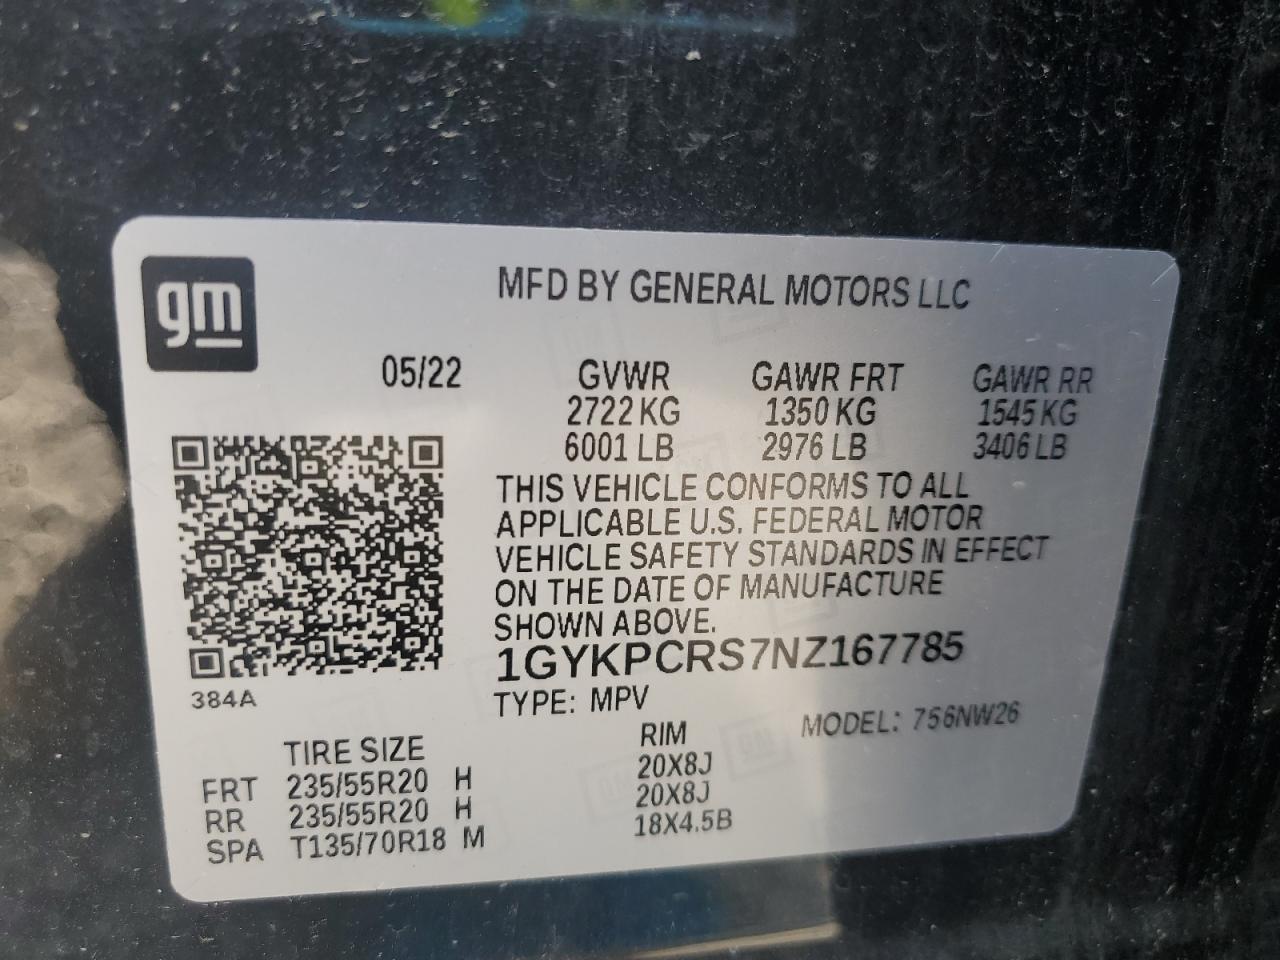 gm
MFD BY GENERAL MOTORS LLC
05/22 GVWR GAWR FRT GAWR RR
2722 KG 1350 KG 1545 KG
6001 LB 2976 LB 3406 LB
THIS VEHICLE CONFORMS TO ALL
APPLICABLE U.S. FEDERAL MOTOR
VEHICLE SAFETY STANDARDS IN EFFECT
ON THE DATE OF MANUFACTURE
SHOWN ABOVE.
1GYKPCRS7NZ167785
384A
TYPE: MPV MODEL: 756NW26
TIRE SIZE RIM
FRT 235/55R20 H 20X8J
RR 235/55R20 H 20X8J
SPA T135/70R18 M 18X4.5B